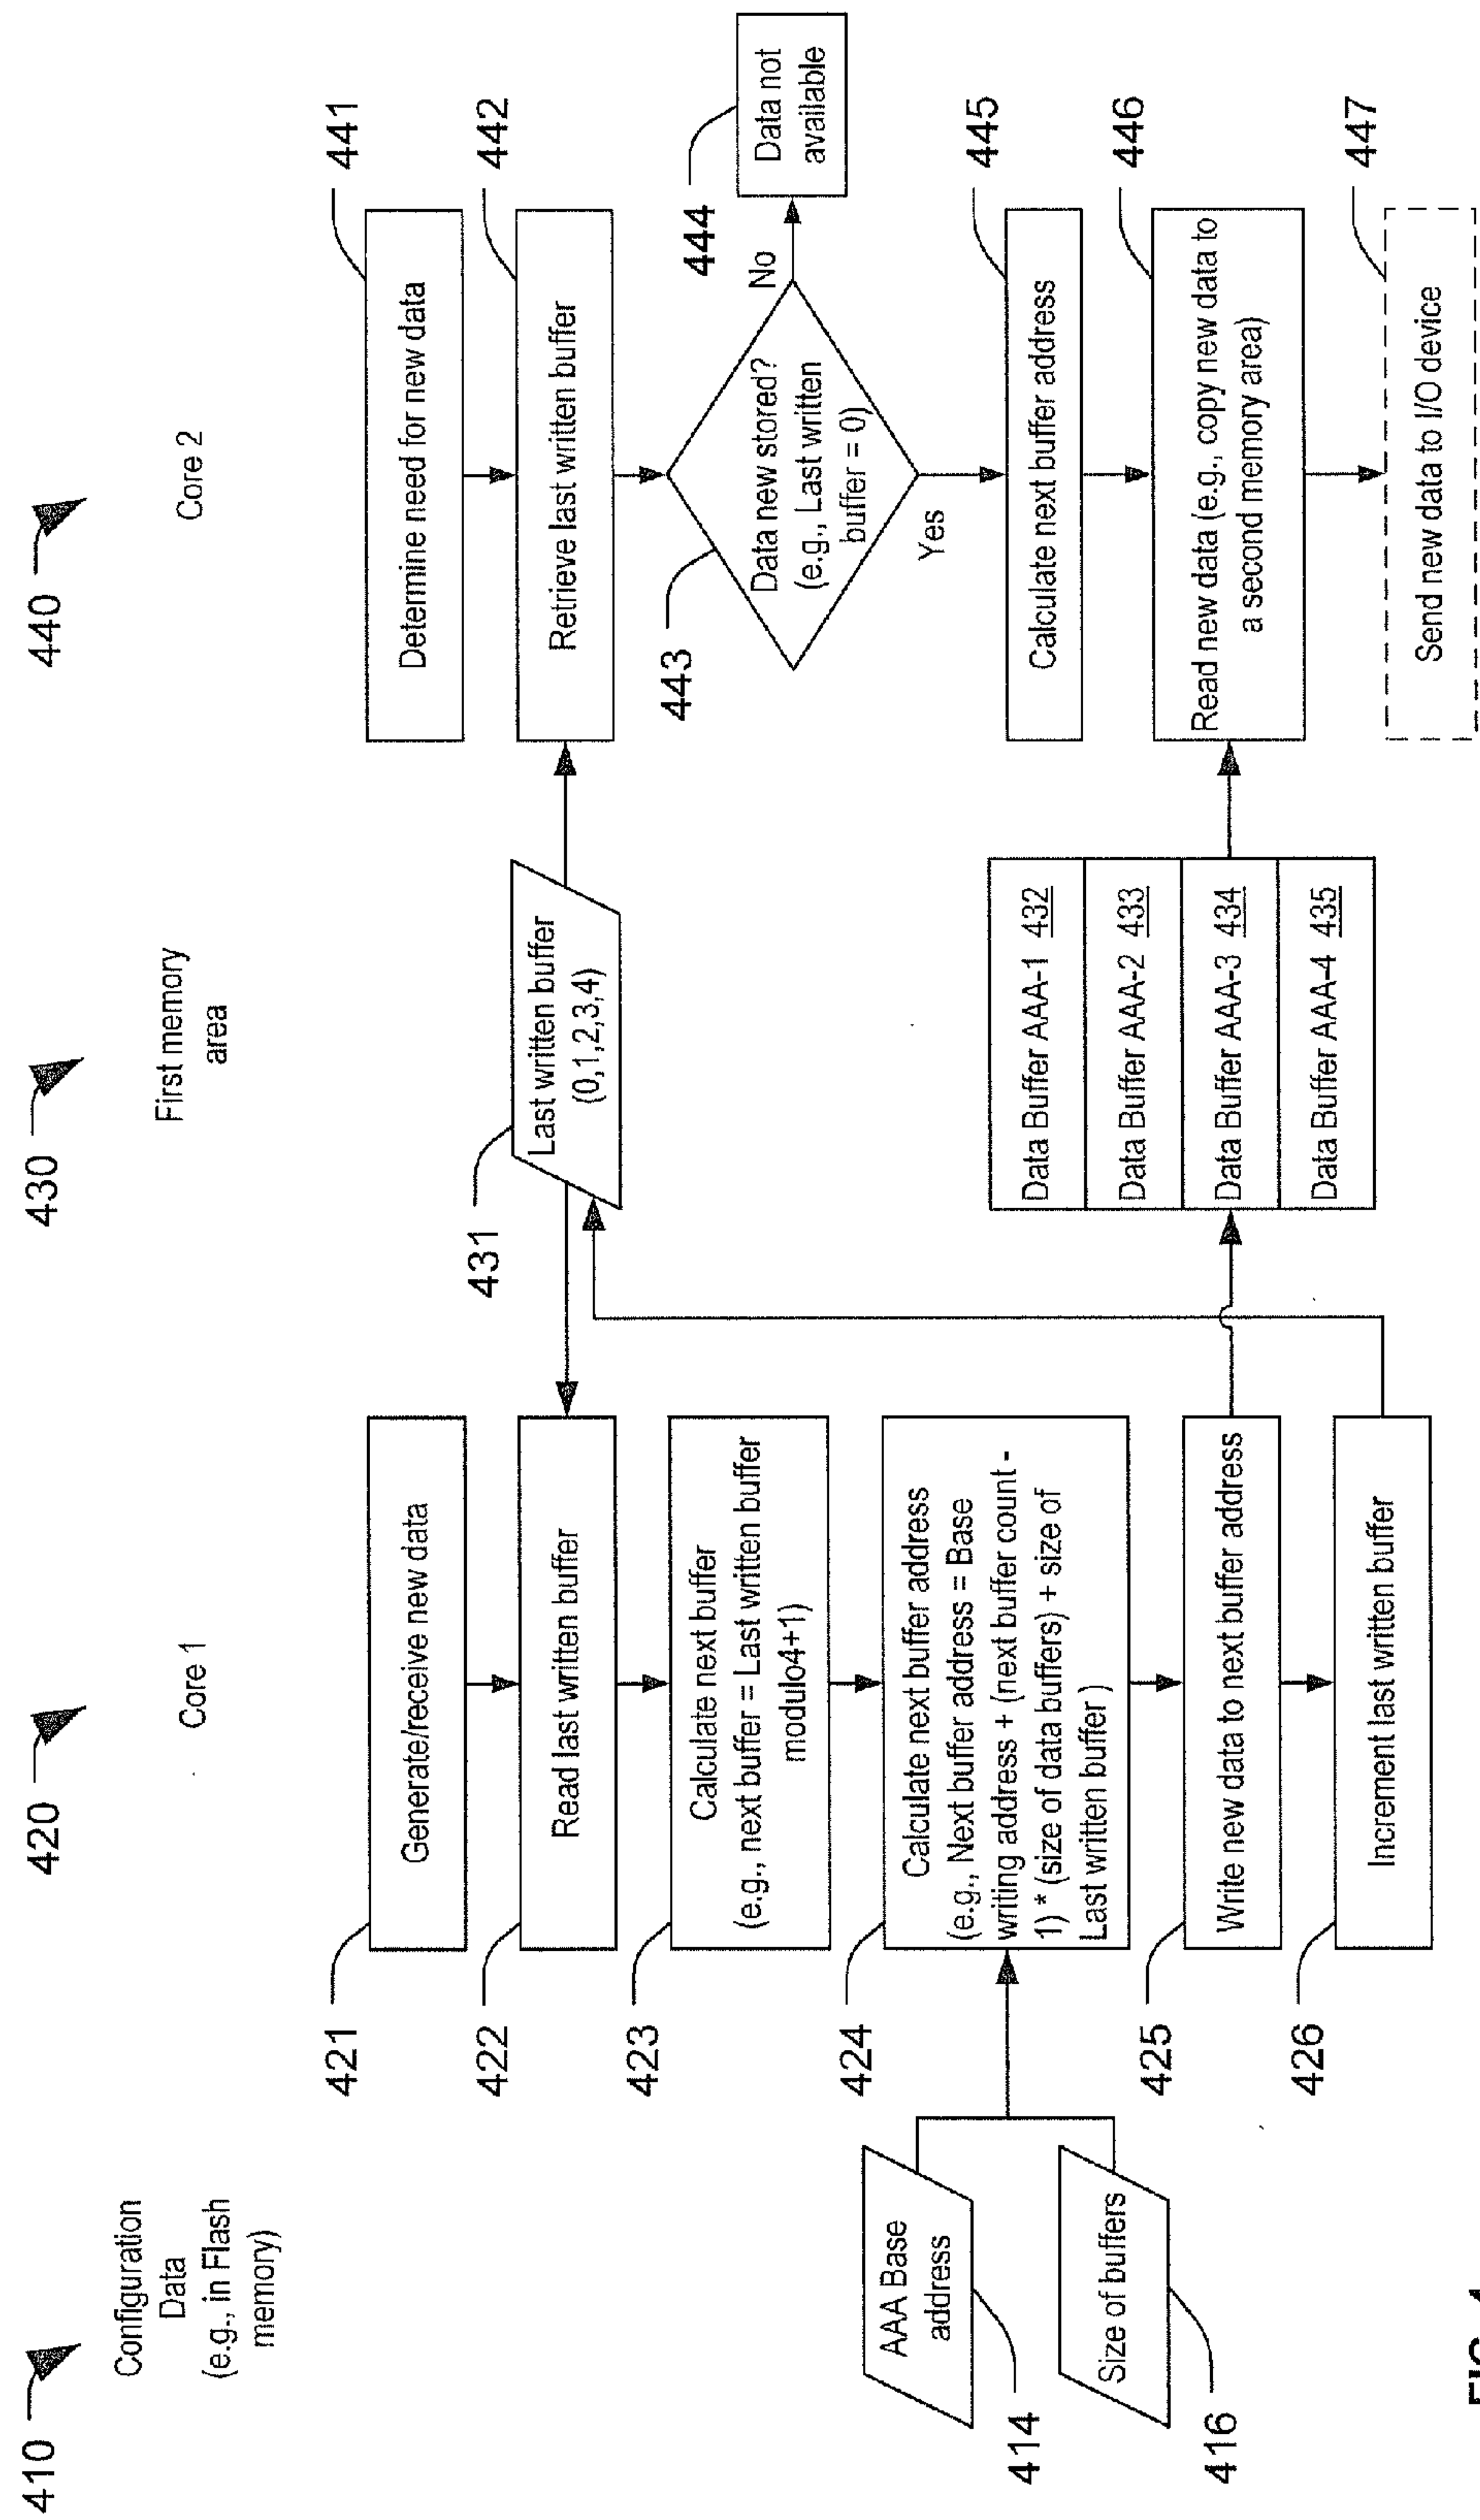 410
Configuration
Data
(e.g., in Flash
memory)
AAA Base
address
414
Size of buffers
416
420
Core 1
421
Generate/receive new data
422
Read last written buffer
423
Calculate next buffer
(e.g., next buffer = Last written buffer
modulo4+1)
424
Calculate next buffer address
(e.g., Next buffer address = Base
writing address + (next buffer count -
1) * (size of data buffers) + size of
Last written buffer )
425
Write new data to next buffer address
426
Increment last written buffer
430
First memory
area
431
Last written buffer
(0,1,2,3,4)
Data Buffer AAA-1 432
Data Buffer AAA-2 433
Data Buffer AAA-3 434
Data Buffer AAA-4 435
440
Core 2
441
Determine need for new data
442
Retrieve last written buffer
443
Data new stored?
(e.g., Last written
buffer = 0)
No
444
Data not
available
Yes
445
Calculate next buffer address
446
Read new data (e.g., copy new data to
a second memory area)
447
Send new data to I/O device